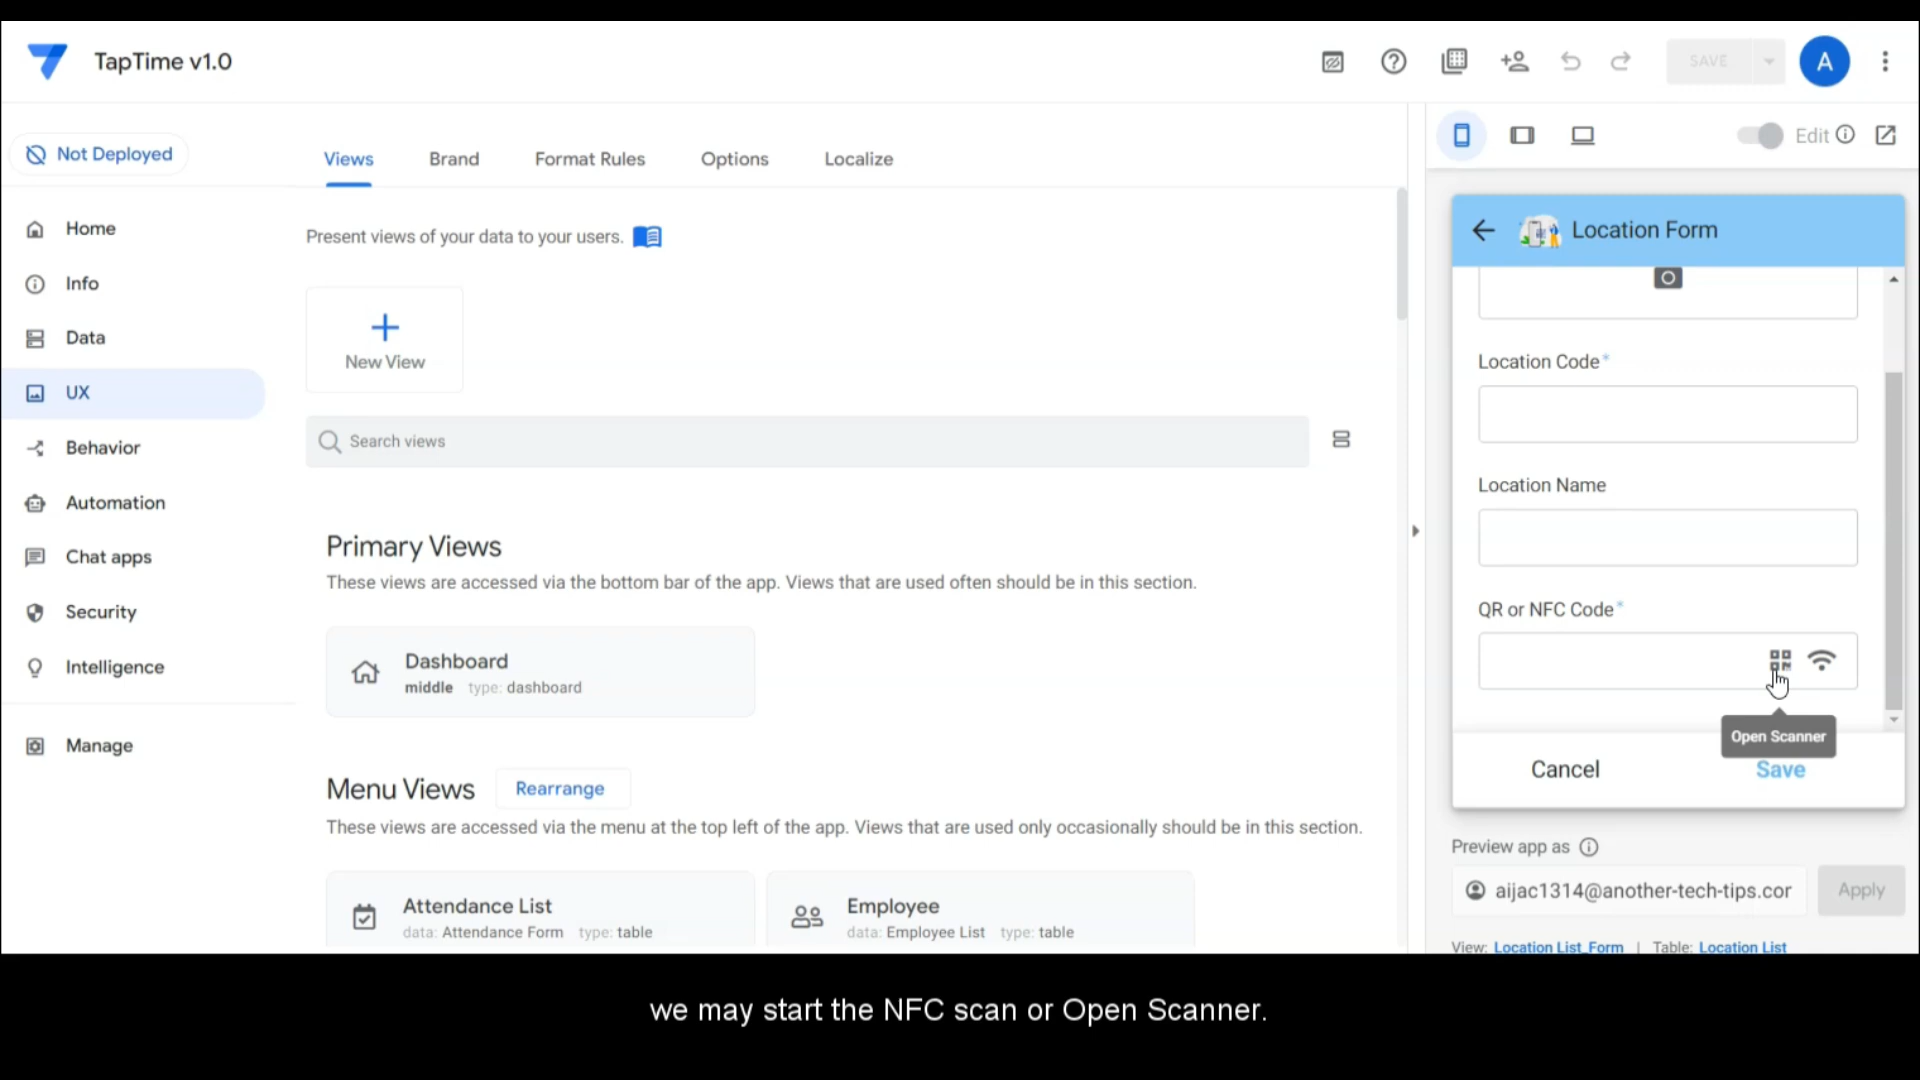 TapTime v1.0
SAVE
A
Not Deployed
Home
Info
Data
UX
Behavior
Automation
Chat apps
Security
Intelligence
Manage
Views Brand Format Rules Options Localize
Present views of your data to your users.
New View
Search views
Primary Views
These views are accessed via the bottom bar of the app. Views that are used often should be in this section.
Dashboard
middle type: dashboard
Menu Views Rearrange
These views are accessed via the menu at the top left of the app. Views that are used only occasionally should be in this section.
Attendance List
data: Attendance Form type: table
Employee
data: Employee List type: table
Edit
Location Form
Location Code*
Location Name
QR or NFC Code*
Open Scanner
Cancel Save
Preview app as
aijac1314@another-tech-tips.cor
Apply
View: Location List_Form | Table: Location List
we may start the NFC scan or Open Scanner.